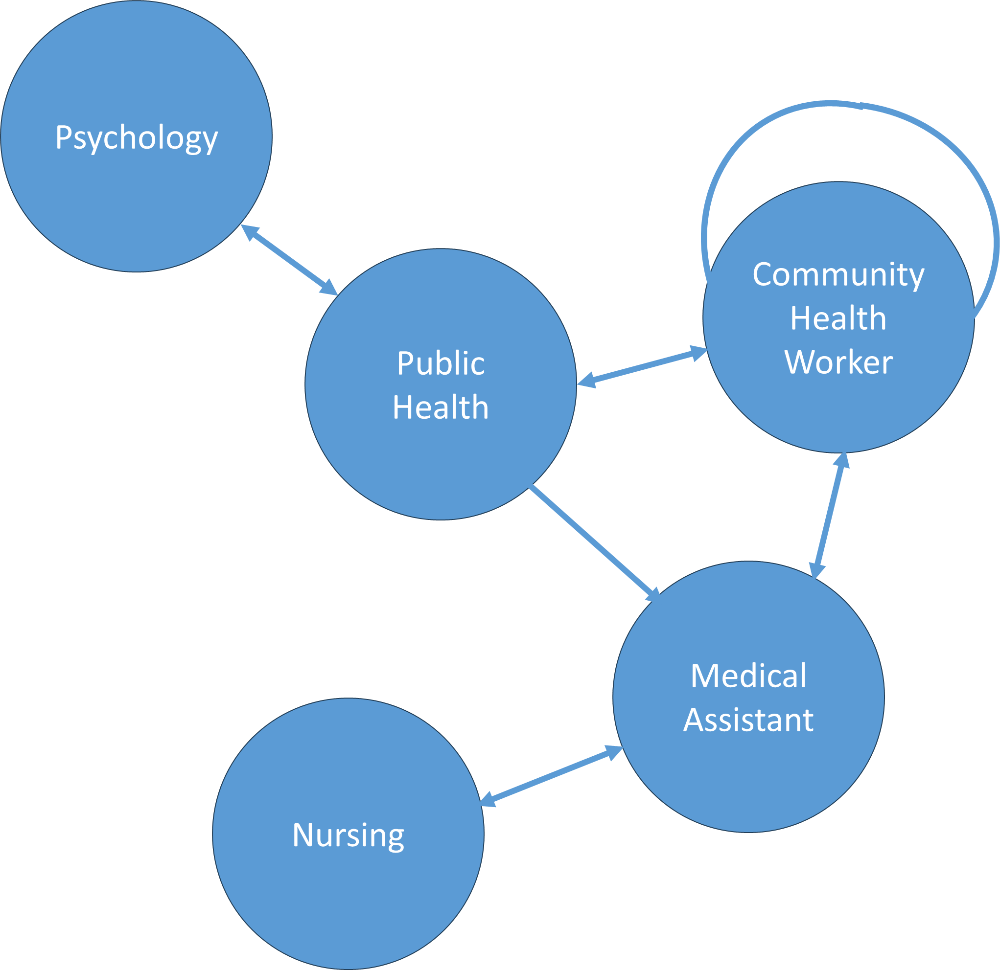 Psychology
Public
Health
Community
Health
Worker
Medical
Assistant
Nursing